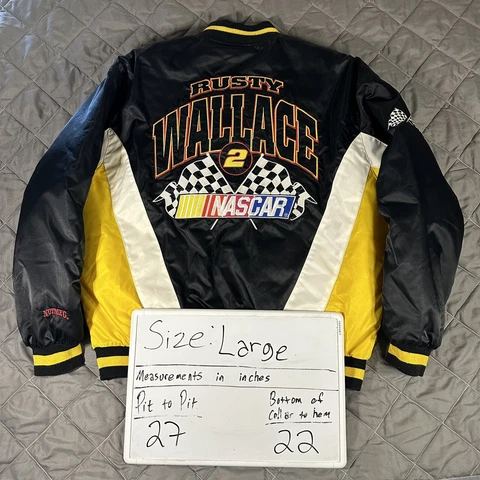 RUSTY
WALLACE
2
NASCAR
NUTMEG
Size: Large
Measurements in inches
Pit to Pit
27
Bottom of
Collar to hem
22